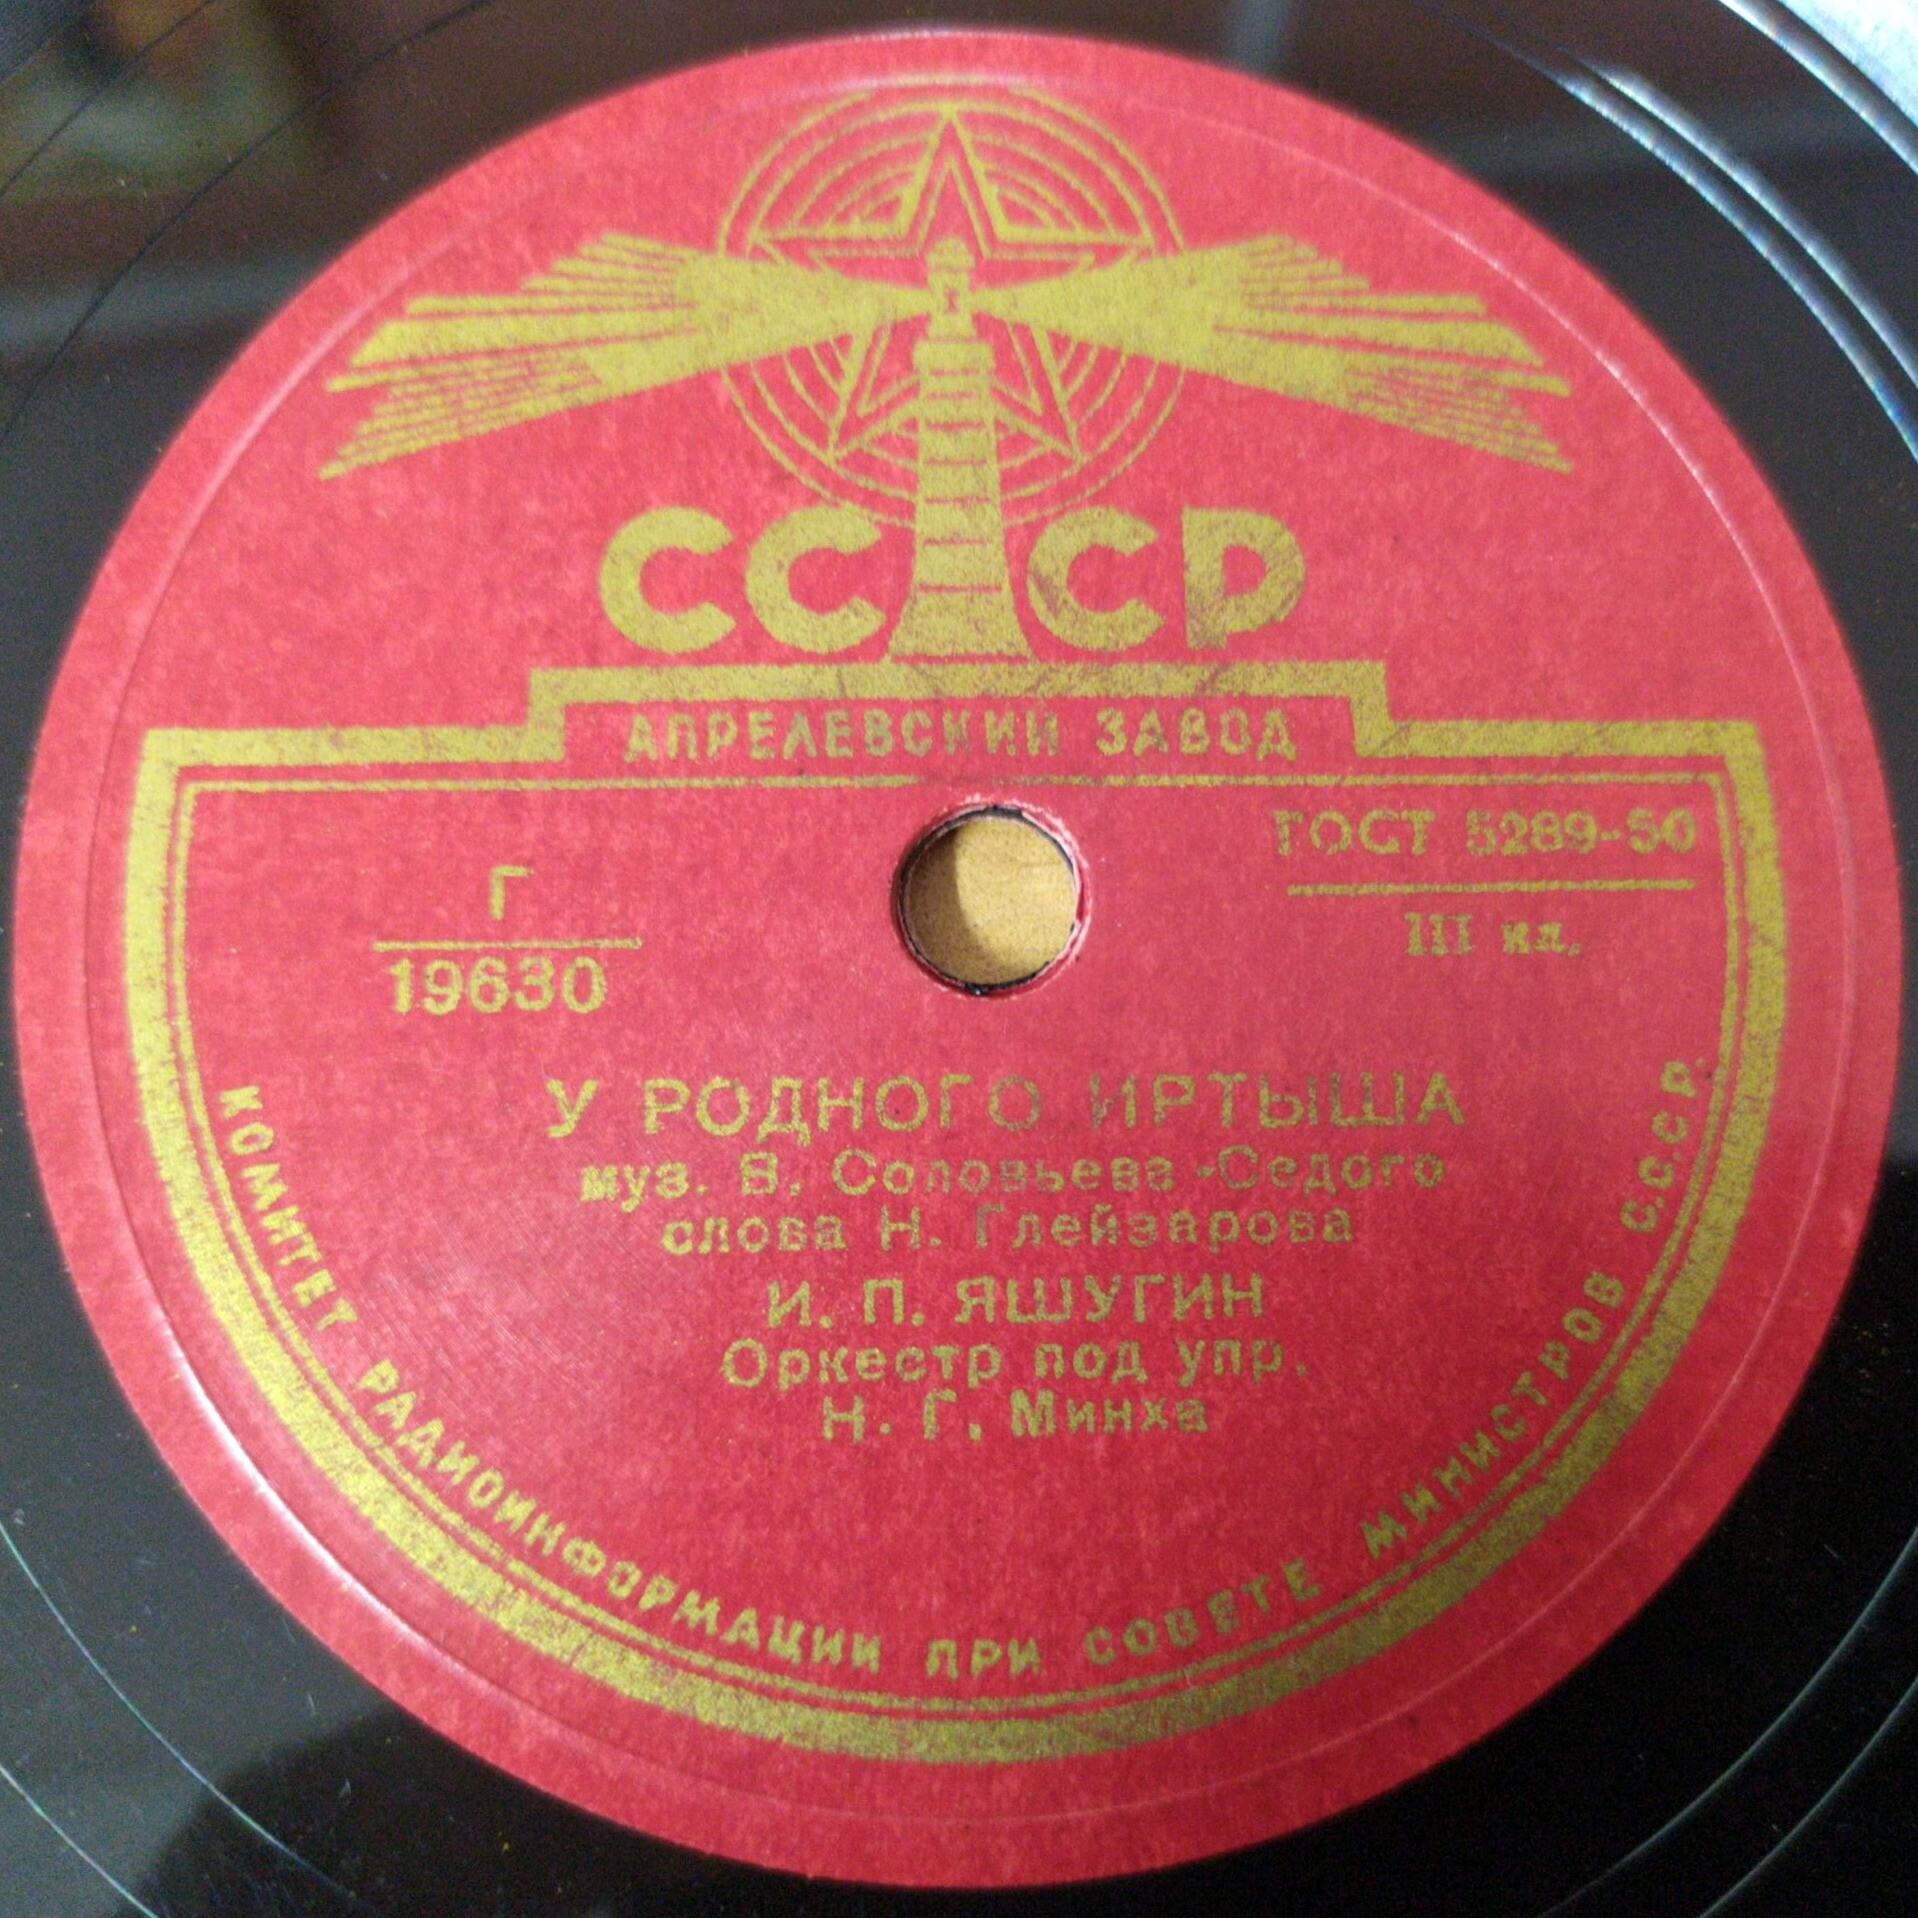 СССР
АПРЕЛЕВСКИЙ ЗАВОД
ГОСТ 5289-50
III кл.
Г
19630
У РОДНОГО ИРТЫША
муз. В. Соловьева-Седого
слова Н. Глейзарова
И. П. ЯШУГИН
Оркестр под упр.
Н. Г. Минха
КОМИТЕТ РАДИОИНФОРМАЦИИ ПРИ СОВЕТЕ МИНИСТРОВ С.С.С.Р.